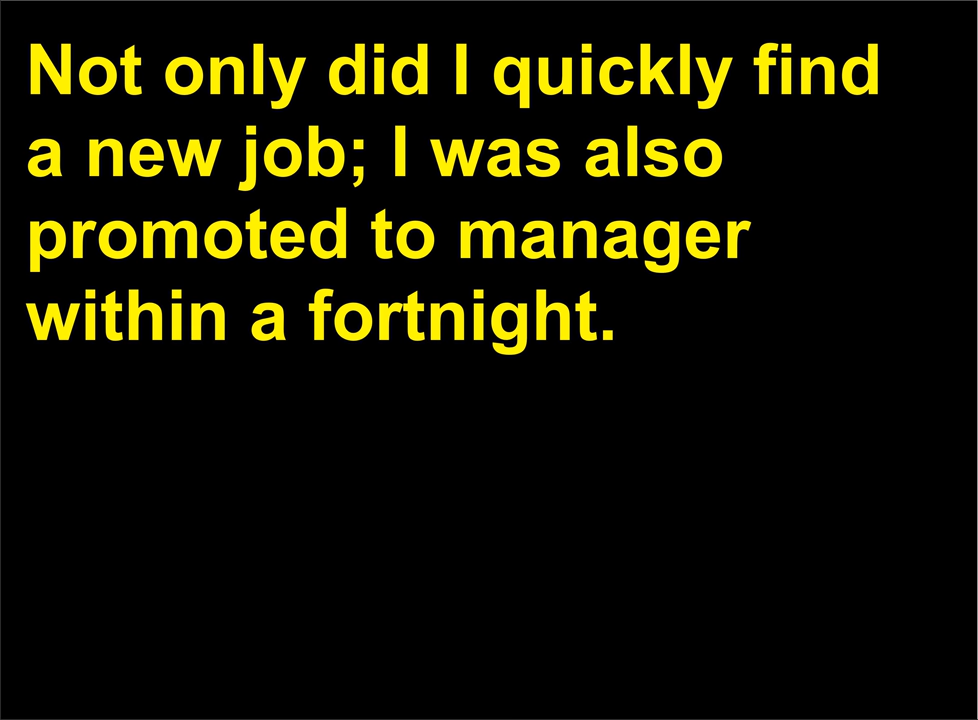 Not only did I quickly find
a new job; I was also
promoted to manager
within a fortnight.